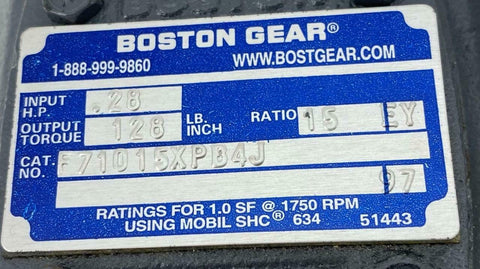 BOSTON GEAR®
1-888-999-9860 WWW.BOSTGEAR.COM
INPUT H.P. .28
OUTPUT TORQUE 128 LB. INCH RATIO 15 EY
CAT. NO. F71015XPB4J
97
RATINGS FOR 1.0 SF @ 1750 RPM
USING MOBIL SHC® 634 51443